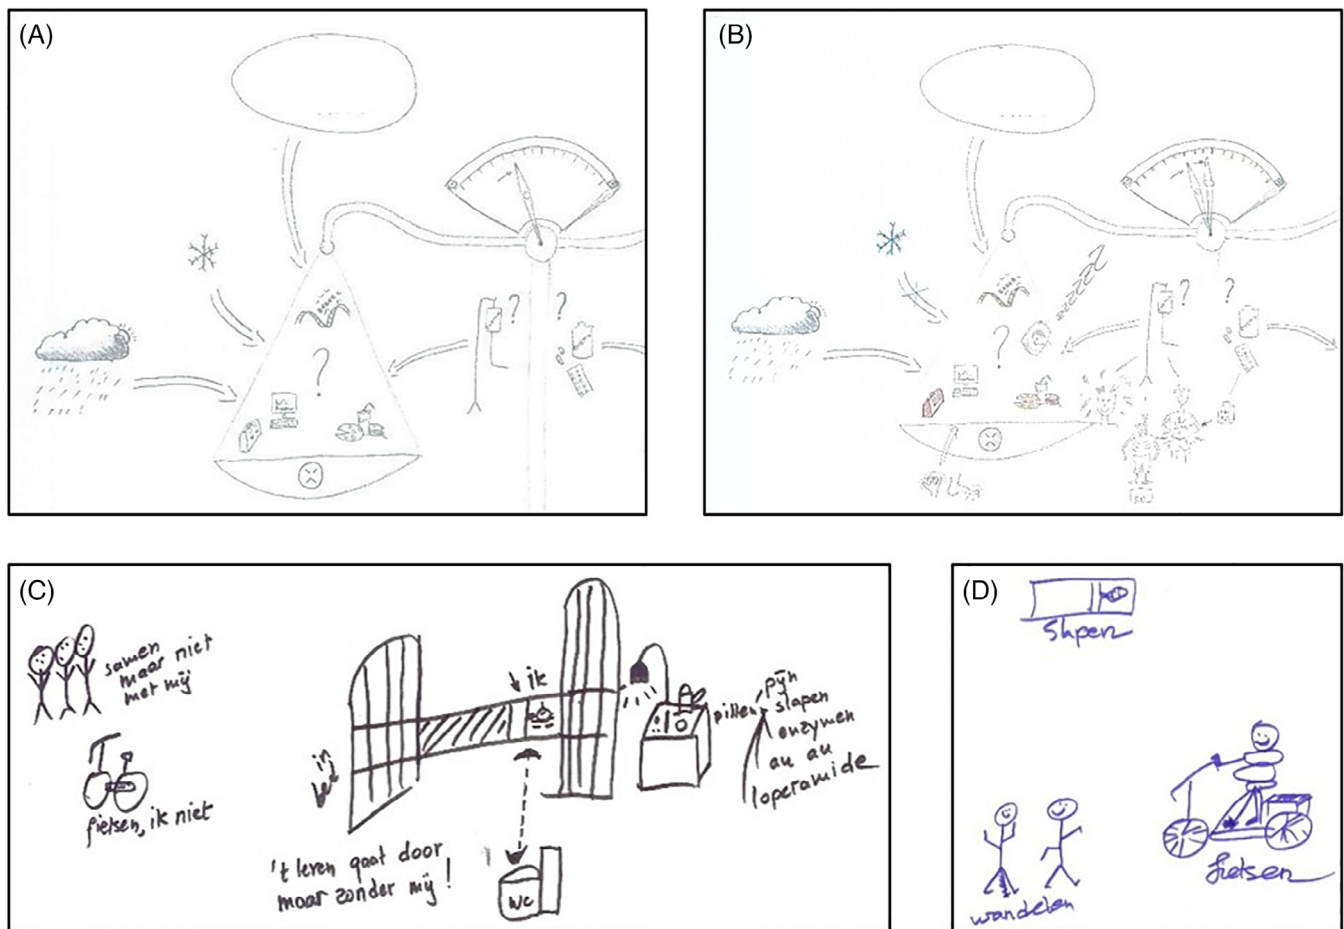 (A)
(B)
?
?
?
?
?
?
(C)
samen
maar niet
met mij
fietsen, ik niet
ik
pillen
pijn
slapen
enzymen
au au
loperamide
't leven gaat door
maar zonder mij!
WC
(D)
Slapen
wandelen
fietsen